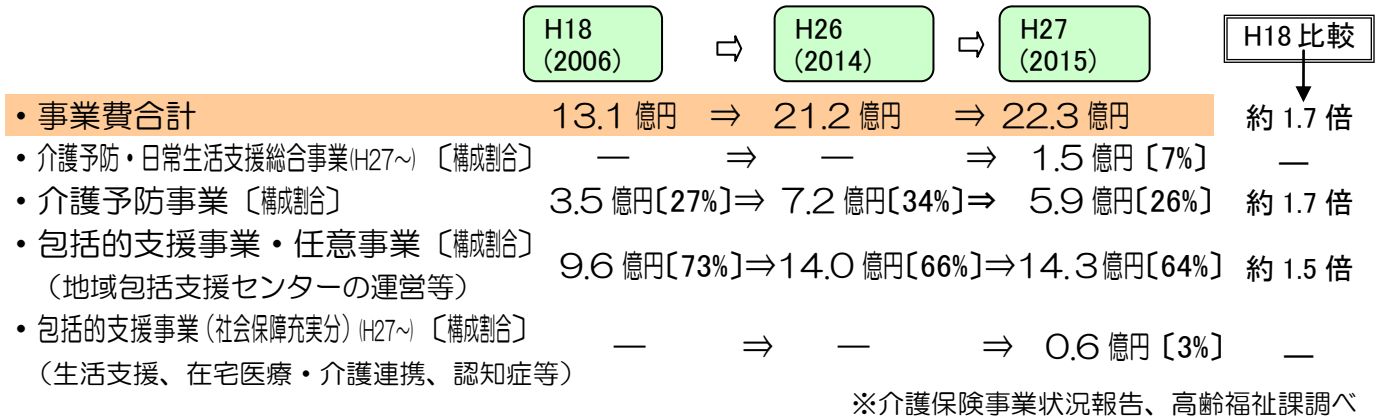 H18 (2006) ⇨ H26 (2014) ⇨ H27 (2015) H18 比較
・事業費合計 13.1 億円 ⇒ 21.2 億円 ⇒ 22.3 億円 約 1.7 倍
・介護予防・日常生活支援総合事業(H27~) 〔構成割合〕 ― ⇒ ― ⇒ 1.5 億円〔7%〕 ―
・介護予防事業〔構成割合〕 3.5 億円〔27%〕⇒ 7.2 億円〔34%〕⇒ 5.9 億円〔26%〕 約 1.7 倍
・包括的支援事業・任意事業〔構成割合〕
(地域包括支援センターの運営等) 9.6 億円〔73%〕⇒14.0 億円〔66%〕⇒14.3億円〔64%〕 約 1.5 倍
・包括的支援事業(社会保障充実分)(H27~) 〔構成割合〕
(生活支援、在宅医療・介護連携、認知症等) ― ⇒ ― ⇒ 0.6 億円〔3%〕 ―
※介護保険事業状況報告、高齢福祉課調べ